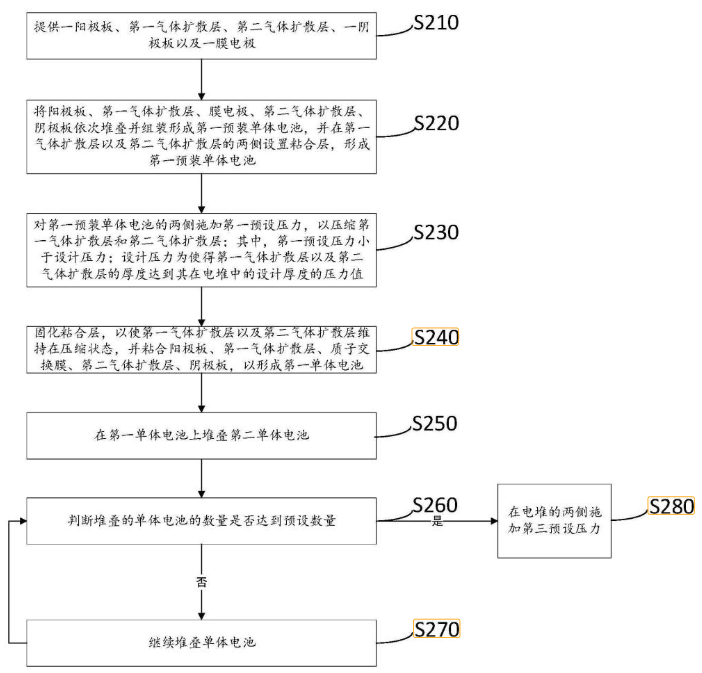 提供一阳极板、第一气体扩散层、第二气体扩散层、一阴
极板以及一膜电极
S210
将阳极板、第一气体扩散层、膜电极、第二气体扩散层、
阴极板依次堆叠并组装形成第一预装单体电池，并在第一
气体扩散层以及第二气体扩散层的两侧设置粘合层，形成
第一预装单体电池
S220
对第一预装单体电池的两侧施加第一预设压力，以压缩第
一气体扩散层和第二气体扩散层；其中，第一预设压力小
于设计压力；设计压力为使得第一气体扩散层以及第二
气体扩散层的厚度达到其在电堆中的设计厚度的压力值
S230
固化粘合层，以使第一气体扩散层以及第二气体扩散层维
持在压缩状态，并粘合阳极板、第一气体扩散层、质子交
换膜、第二气体扩散层、阴极板，以形成第一单体电池
S240
在第一单体电池上堆叠第二单体电池
S250
判断堆叠的单体电池的数量是否达到预设数量
S260
是
在电堆的两侧施
加第三预设压力
S280
否
继续堆叠单体电池
S270